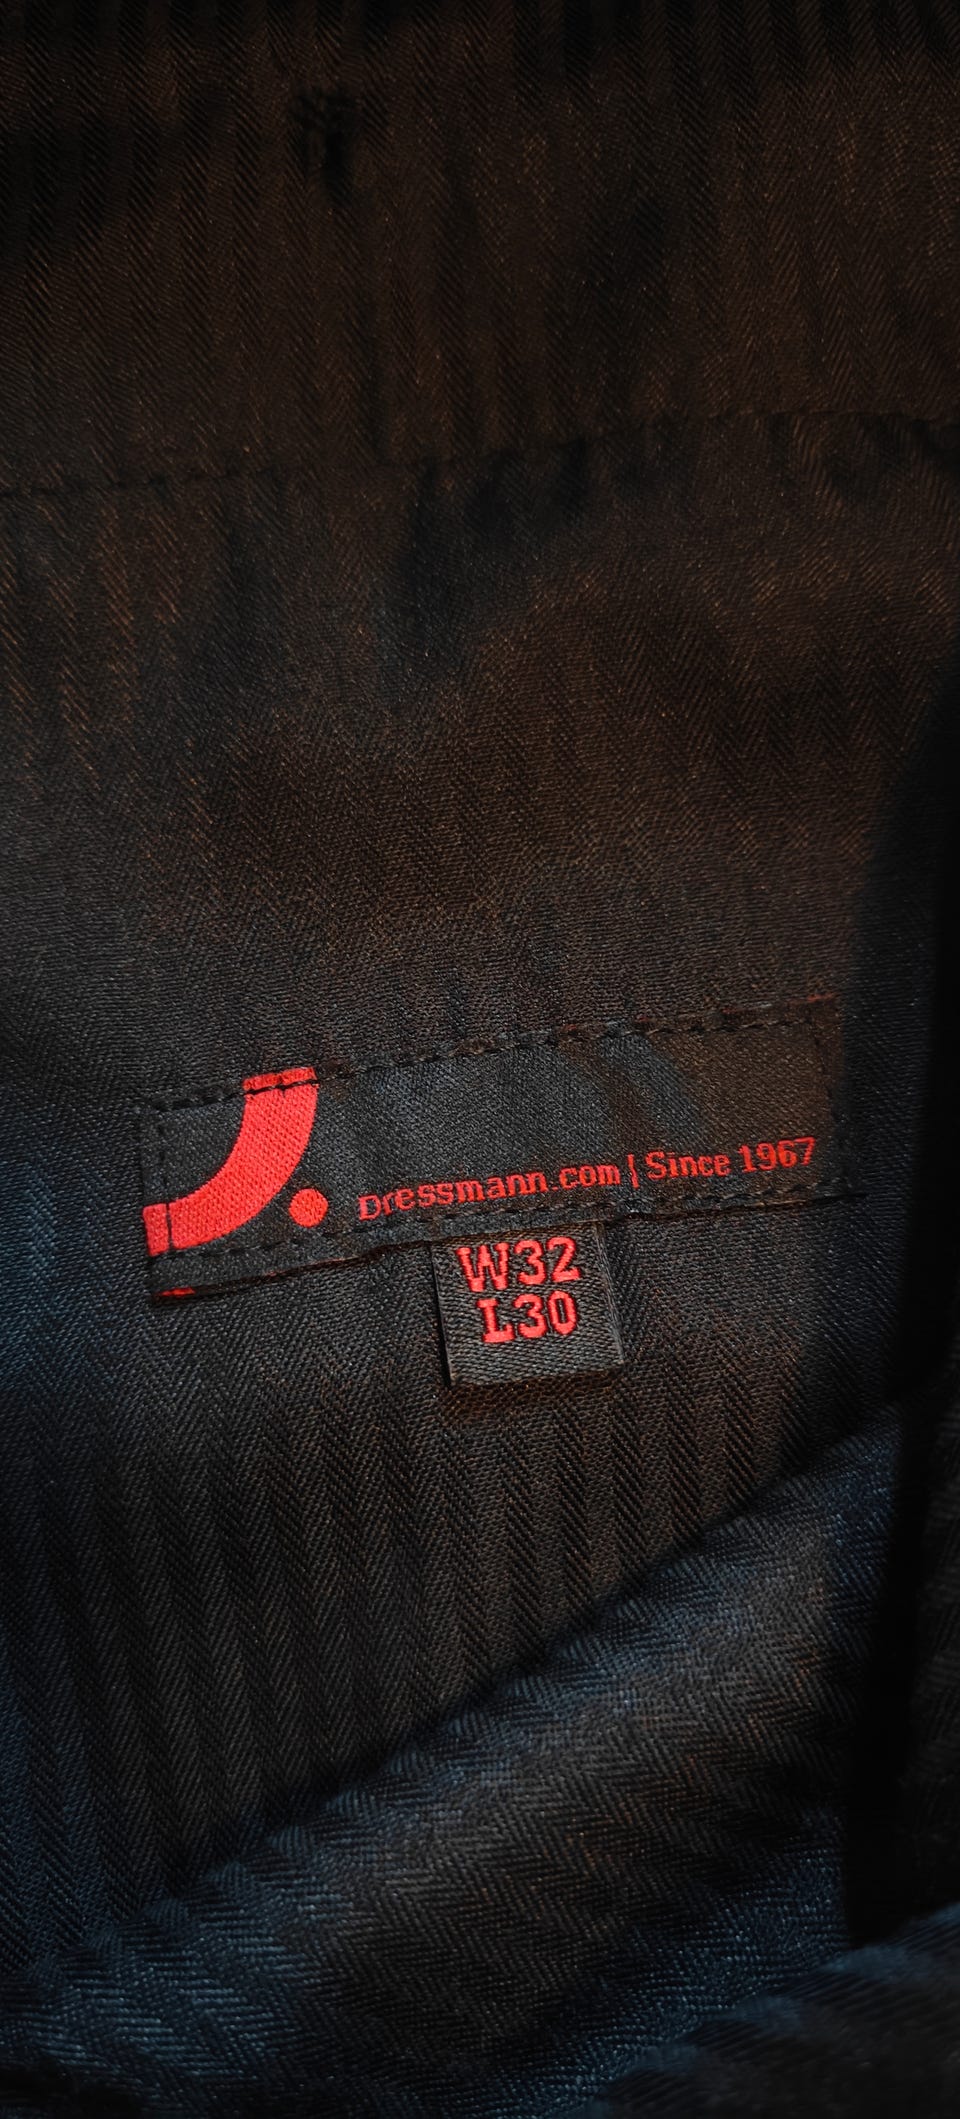 Dressmann.com | Since 1967
W32
L30